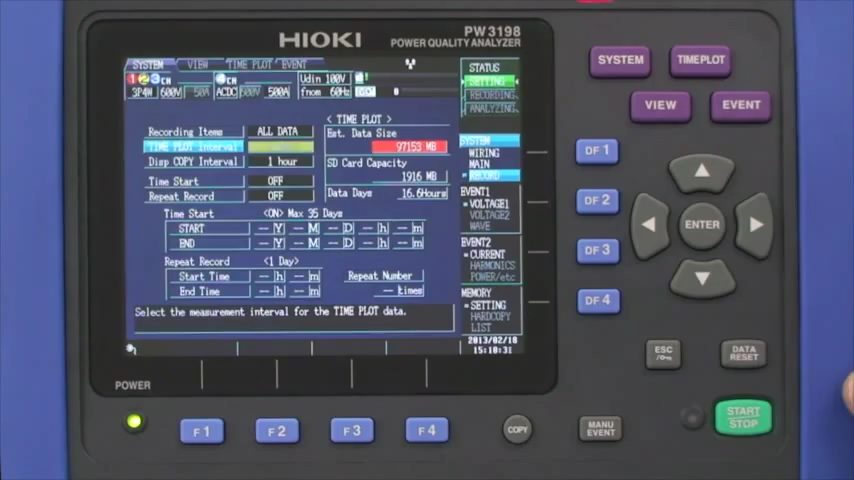 HIOKI
PW3198
POWER QUALITY ANALYZER
SYSTEM VIEW TIME PLOT EVENT
1 2 3 CH 4 CH Udin 100V
3P4W 600V 50A ACDC 500V 500A fnom 60Hz 0
STATUS
SETTING
RECORDING
ANALYZING
< TIME PLOT >
Recording Items ALL DATA
Est. Data Size
TIME PLOT Interval
97153 MB
Disp COPY Interval 1 hour
SD Card Capacity
1916 MB
Time Start OFF
Data Days 16.6Hours
Repeat Record OFF
Time Start <ON> Max 35 Days
START --Y --M --D --h --m
END --Y --M --D --h --m
Repeat Record <1 Day>
Start Time --h --m Repeat Number
End Time --h --m --times
Select the measurement interval for the TIME PLOT data.
SYSTEM
WIRING
MAIN
RECORD
EVENT1
VOLTAGE1
VOLTAGE2
WAVE
EVENT2
CURRENT
HARMONICS
POWER/etc
MEMORY
SETTING
HARDCOPY
LIST
2013/02/18
15:10:31
SYSTEM
TIMEPLOT
VIEW
EVENT
DF 1
DF 2
DF 3
DF 4
ENTER
ESC
DATA
RESET
POWER
F 1
F 2
F 3
F 4
COPY
MANU
EVENT
START
STOP